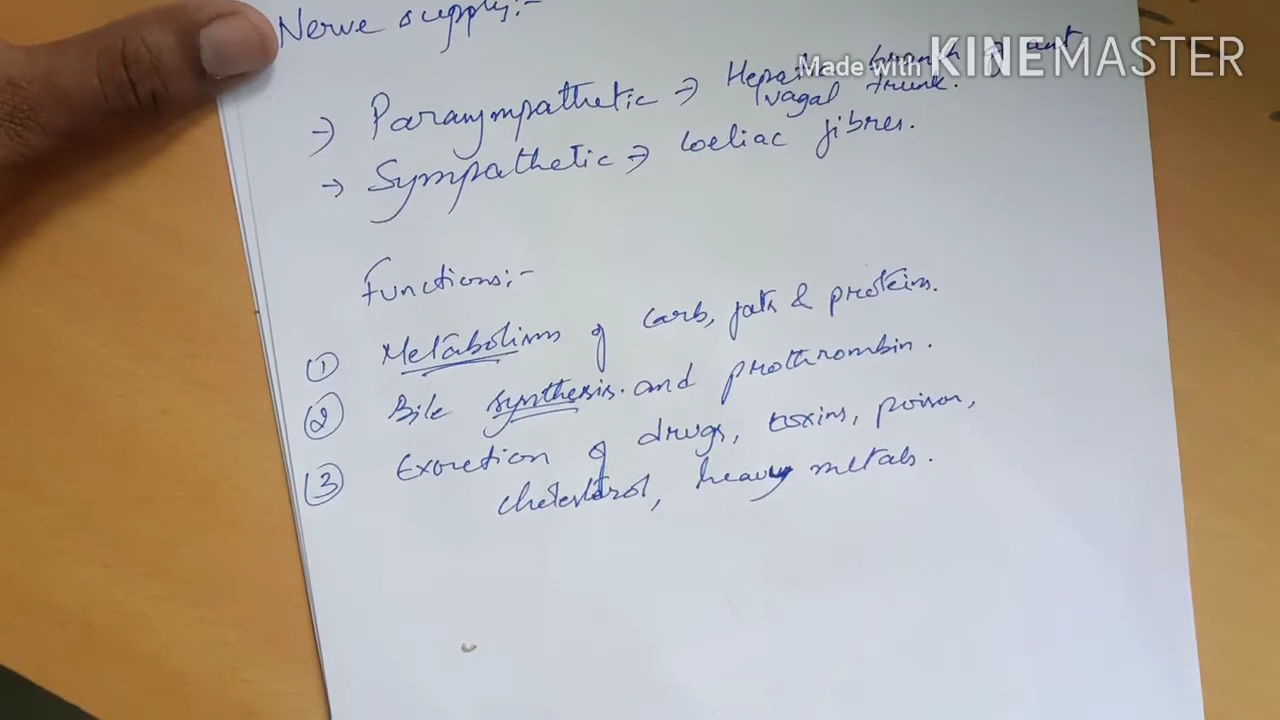 Nerve supply:-
Made with KINEMASTER
→ Parasympathetic → Hepatic branch of ant
vagal trunk.
→ Sympathetic → Coeliac fibres.
Functions:-
① Metabolism of carb, fats & proteins.
② Bile synthesis. and prothrombin.
③ Excretion of drugs, toxins, poison,
cholesterol, heavy metals.